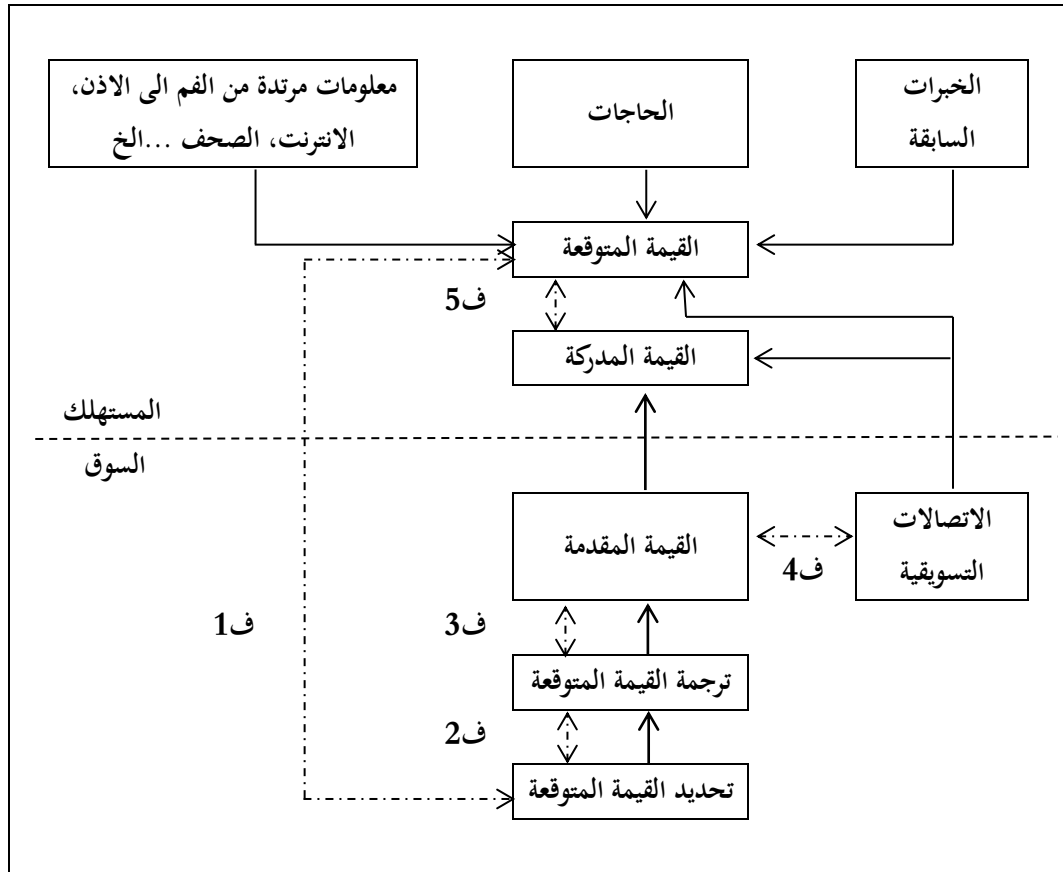 الخبرات
السابقة
الحاجات
معلومات مرتدة من الفم الى الاذن،
الانترنت، الصحف ...الخ
القيمة المتوقعة
ف5
القيمة المدركة
المستهلك
السوق
الاتصالات
التسويقية
ف4
القيمة المقدمة
ف3
ف1
ترجمة القيمة المتوقعة
ف2
تحديد القيمة المتوقعة